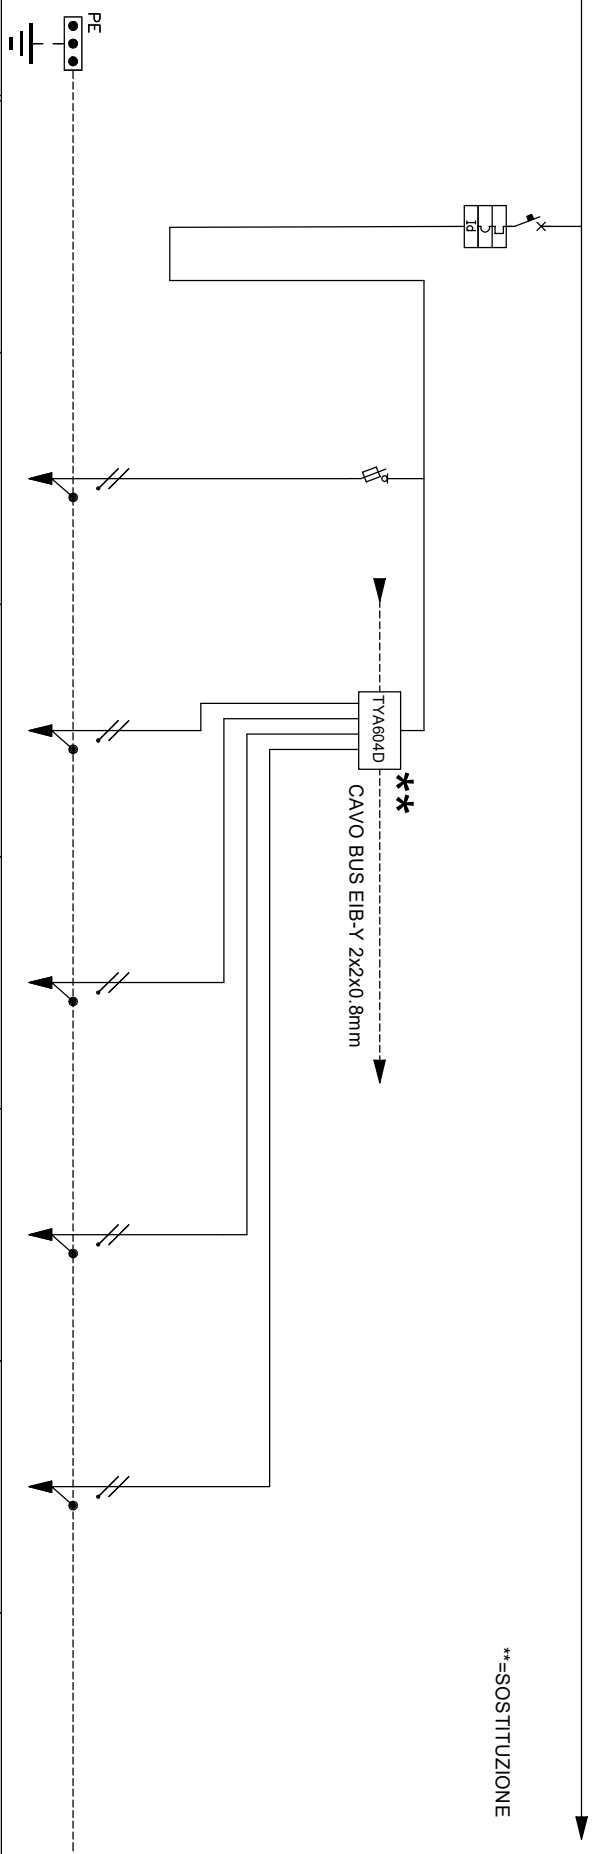 **=SOSTITUZIONE
Id
**
TYA604D
CAVO BUS EIB-Y 2x2x0.8mm
PE